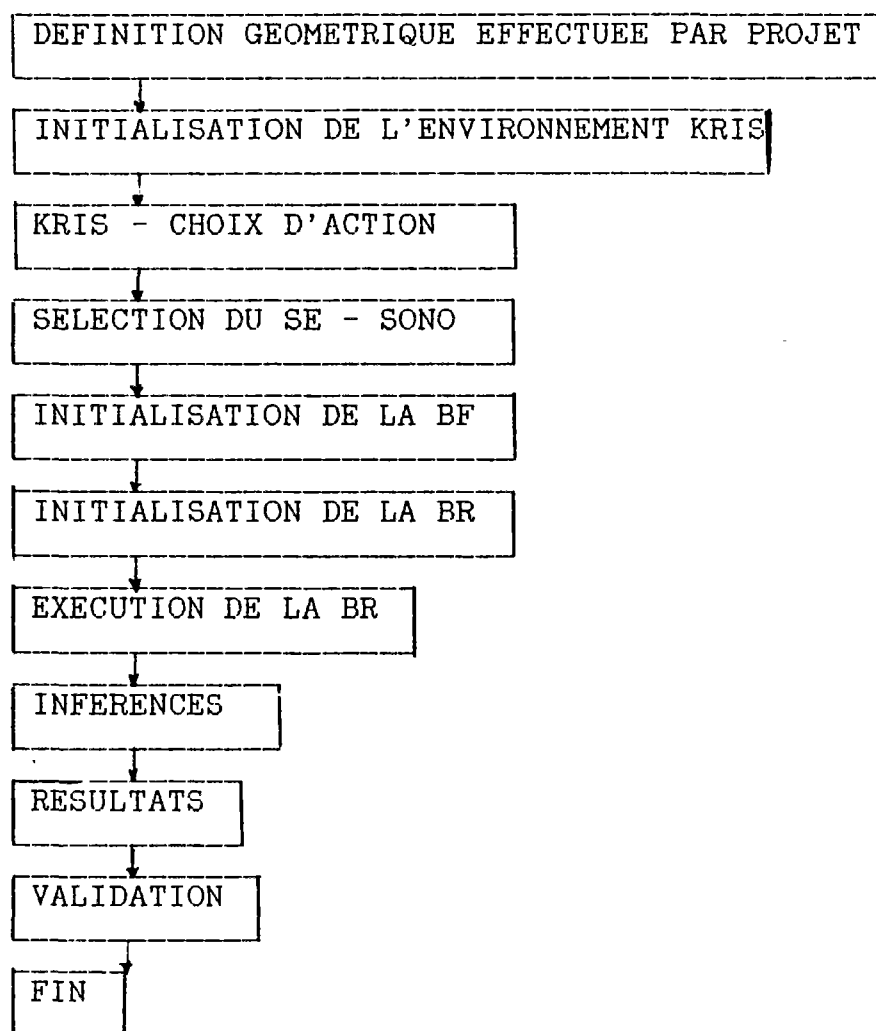 DEFINITION GEOMETRIQUE EFFECTUEE PAR PROJET
INITIALISATION DE L'ENVIRONNEMENT KRIS
KRIS - CHOIX D'ACTION
SELECTION DU SE - SONO
INITIALISATION DE LA BF
INITIALISATION DE LA BR
EXECUTION DE LA BR
INFERENCES
RESULTATS
VALIDATION
FIN